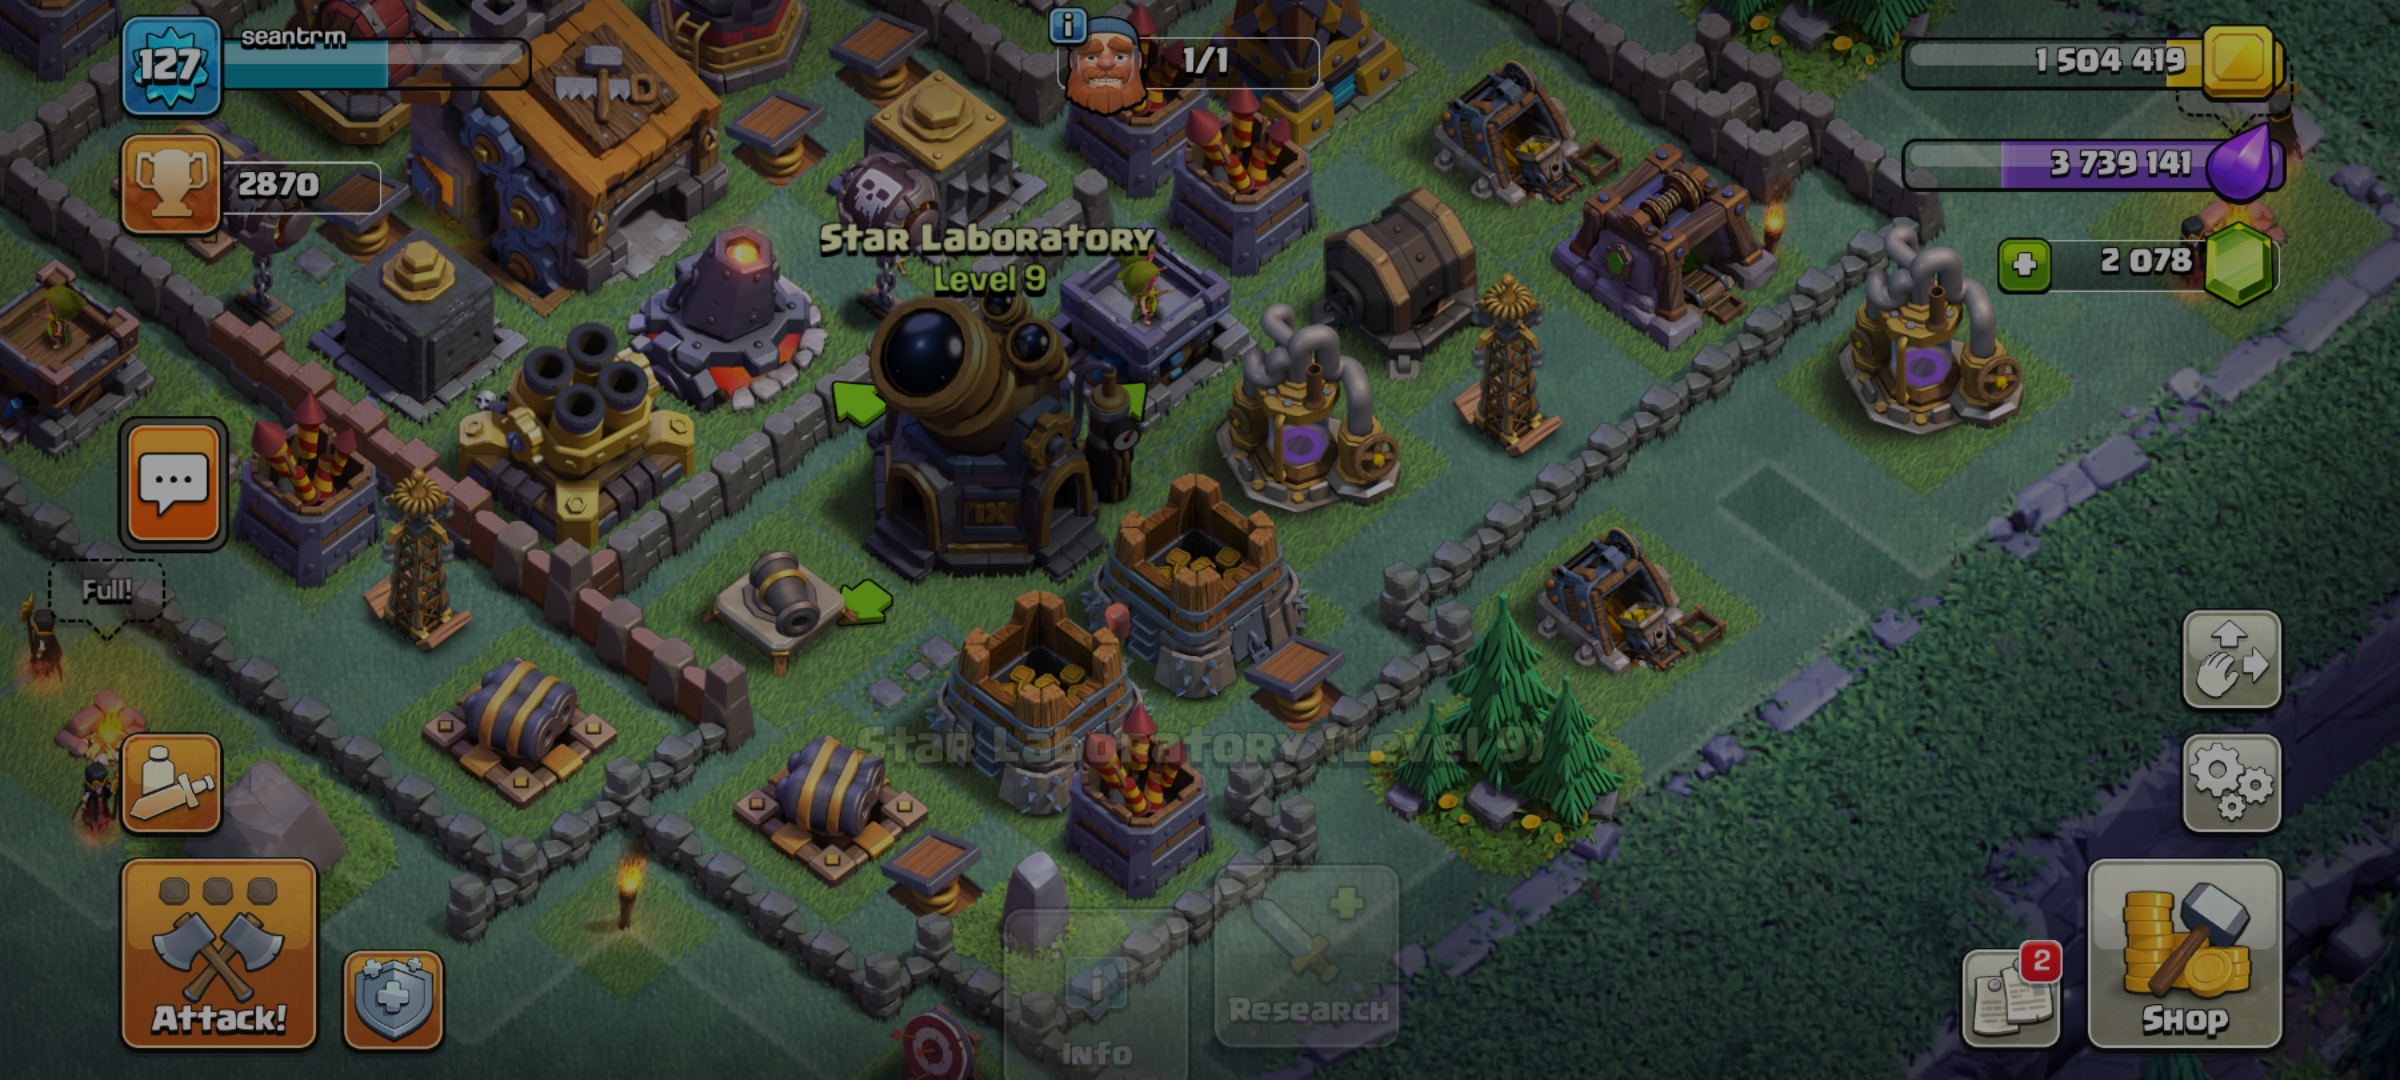 127
seantrm
1/1
1 504 419
2870
3 739 141
2 078
Star Laboratory
Level 9
IX
Full!
Star Laboratory (Level 9)
Attack!
Info
Research
2
Shop